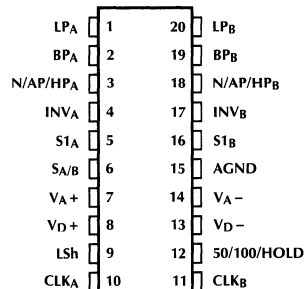 LPA 1 20 LPB
BPA 2 19 BPB
N/AP/HPA 3 18 N/AP/HPB
INVA 4 17 INVB
S1A 5 16 S1B
SA/B 6 15 AGND
VA+ 7 14 VA−
VD+ 8 13 VD−
LSh 9 12 50/100/HOLD
CLKA 10 11 CLKB